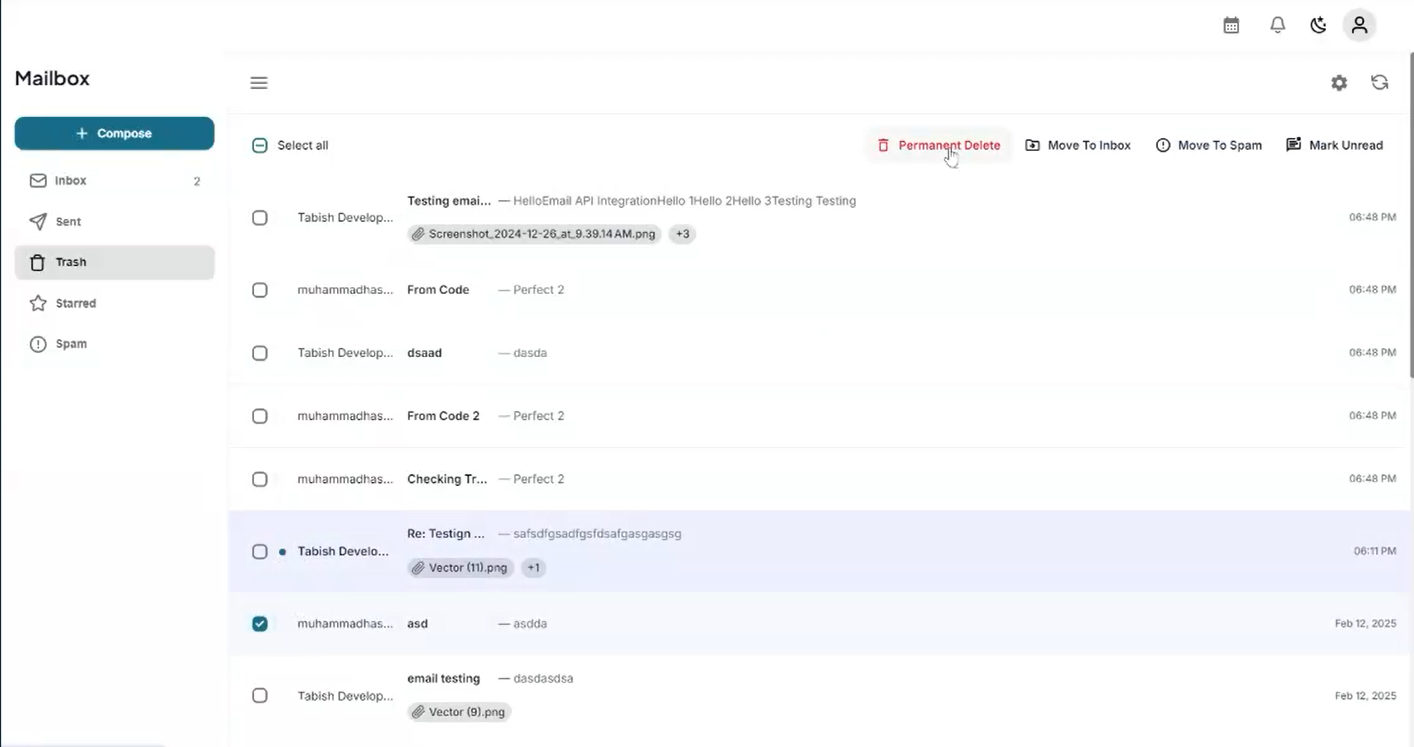 Mailbox
+ Compose
Inbox 2
Sent
Trash
Starred
Spam
Select all Permanent Delete Move To Inbox Move To Spam Mark Unread
Testing emai... — HelloEmail API IntegrationHello 1Hello 2Hello 3Testing Testing
Tabish Develop... 06:48 PM
Screenshot_2024-12-26_at_9.39.14 AM.png +3
muhammadhas... From Code — Perfect 2 06:48 PM
Tabish Develop... dsaad — dasda 06:48 PM
muhammadhas... From Code 2 — Perfect 2 06:48 PM
muhammadhas... Checking Tr... — Perfect 2 06:48 PM
Re: Testign ... — safsdfgsadfgsfdsafgasgasgsg
Tabish Develo... 06:11 PM
Vector (11).png +1
muhammadhas... asd — asdda Feb 12, 2025
email testing — dasdasdsa
Tabish Develop... Feb 12, 2025
Vector (9).png